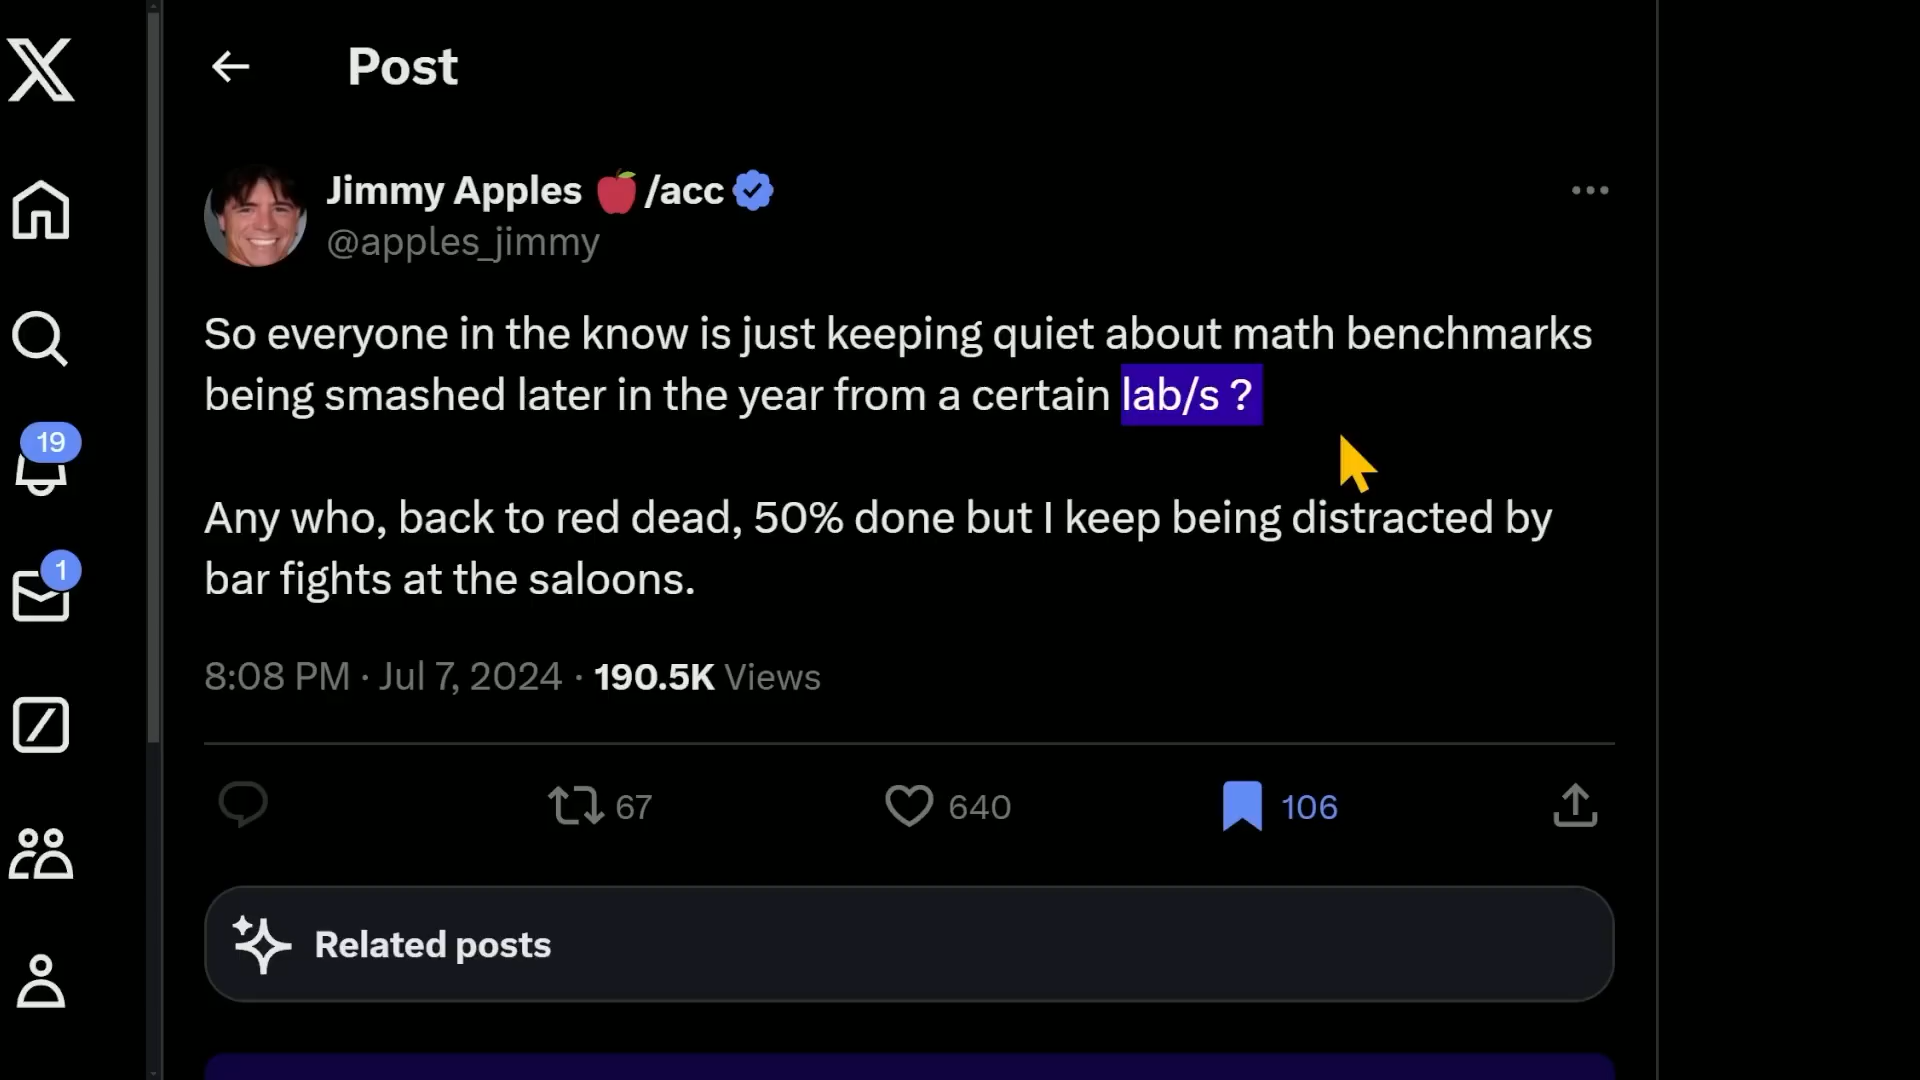 Post
Jimmy Apples 🍎/acc
@apples_jimmy
So everyone in the know is just keeping quiet about math benchmarks
being smashed later in the year from a certain lab/s ?
Any who, back to red dead, 50% done but I keep being distracted by
bar fights at the saloons.
8:08 PM · Jul 7, 2024 · 190.5K Views
19
1
67 640 106
Related posts